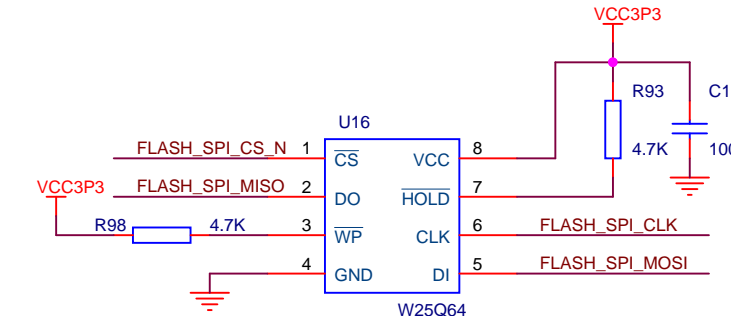 VCC3P3
R93
C1
U16
4.7K
100
FLASH_SPI_CS_N 1 CS VCC 8
VCC3P3
FLASH_SPI_MISO 2 DO HOLD 7
R98 4.7K 3 WP CLK 6 FLASH_SPI_CLK
4 GND DI 5 FLASH_SPI_MOSI
W25Q64